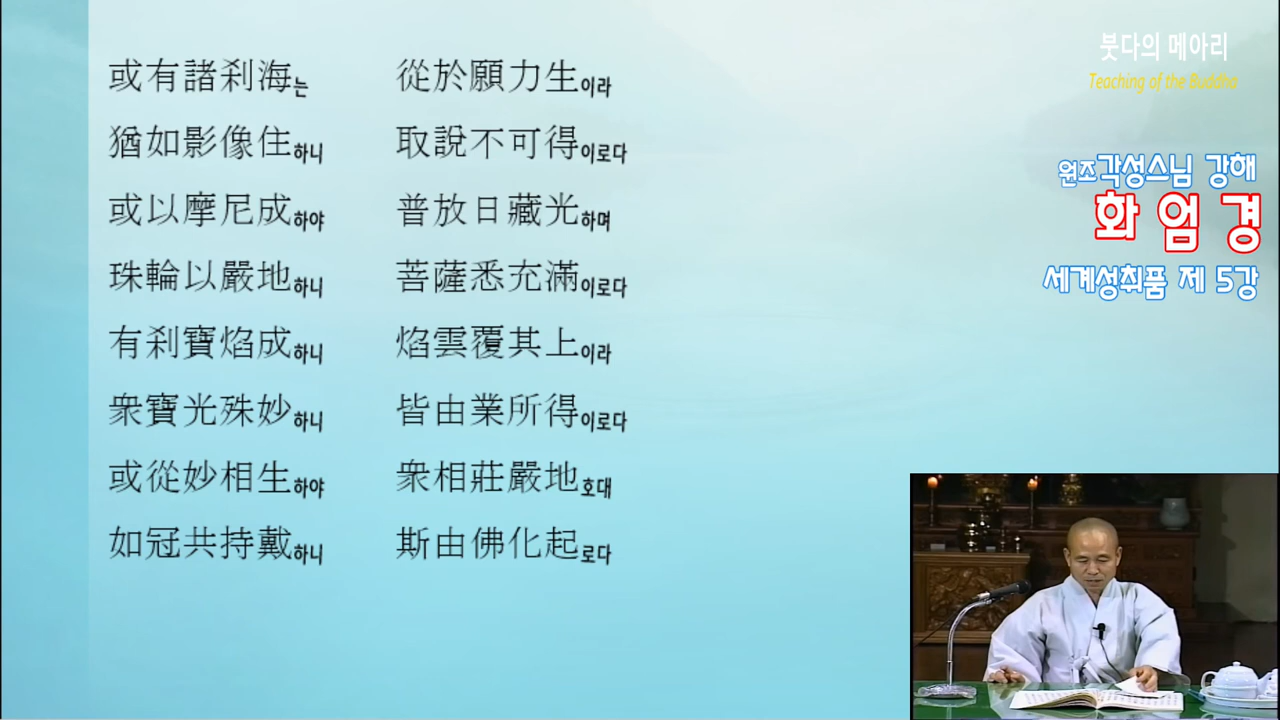 或有諸刹海는 從於願力生이라
猶如影像住하니 取說不可得이로다
或以摩尼成하야 普放日藏光하며
珠輪以嚴地하니 菩薩悉充滿이로다
有刹寶焰成하니 焰雲覆其上이라
衆寶光殊妙하니 皆由業所得이로다
或從妙相生하야 衆相莊嚴地호대
如冠共持戴하니 斯由佛化起로다
붓다의 메아리
Teaching of the Buddha
원조각성스님 강해
화엄경
세계성취품 제 5강